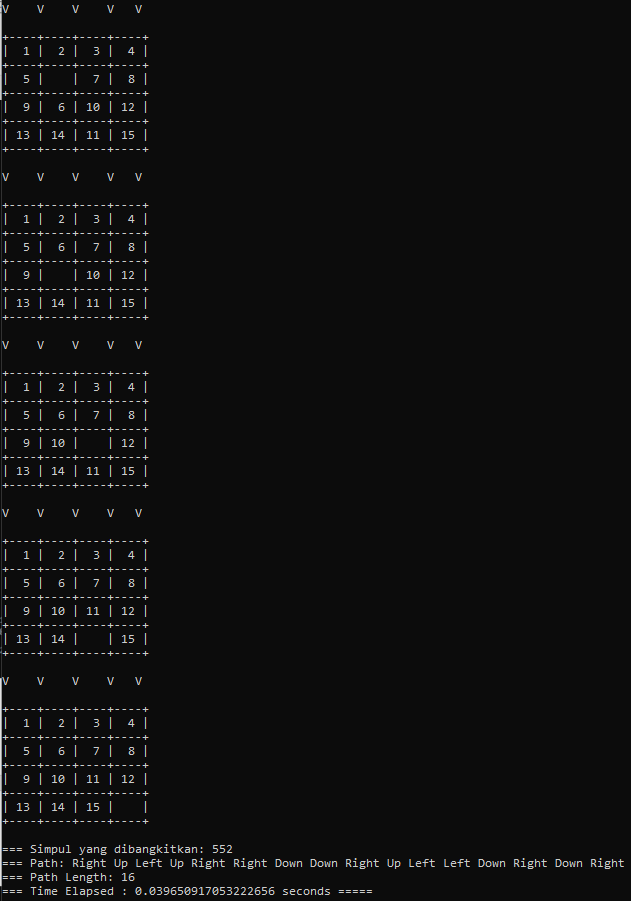 V    V    V    V   V
+----+----+----+----+
|  1 |  2 |  3 |  4 |
+----+----+----+----+
|  5 |    |  7 |  8 |
+----+----+----+----+
|  9 |  6 | 10 | 12 |
+----+----+----+----+
| 13 | 14 | 11 | 15 |
+----+----+----+----+
V    V    V    V   V
+----+----+----+----+
|  1 |  2 |  3 |  4 |
+----+----+----+----+
|  5 |  6 |  7 |  8 |
+----+----+----+----+
|  9 |    | 10 | 12 |
+----+----+----+----+
| 13 | 14 | 11 | 15 |
+----+----+----+----+
V    V    V    V   V
+----+----+----+----+
|  1 |  2 |  3 |  4 |
+----+----+----+----+
|  5 |  6 |  7 |  8 |
+----+----+----+----+
|  9 | 10 |    | 12 |
+----+----+----+----+
| 13 | 14 | 11 | 15 |
+----+----+----+----+
V    V    V    V   V
+----+----+----+----+
|  1 |  2 |  3 |  4 |
+----+----+----+----+
|  5 |  6 |  7 |  8 |
+----+----+----+----+
|  9 | 10 | 11 | 12 |
+----+----+----+----+
| 13 | 14 |    | 15 |
+----+----+----+----+
V    V    V    V   V
+----+----+----+----+
|  1 |  2 |  3 |  4 |
+----+----+----+----+
|  5 |  6 |  7 |  8 |
+----+----+----+----+
|  9 | 10 | 11 | 12 |
+----+----+----+----+
| 13 | 14 | 15 |    |
+----+----+----+----+
=== Simpul yang dibangkitkan: 552
=== Path: Right Up Left Up Right Right Down Down Right Up Left Left Down Right Down Right
=== Path Length: 16
=== Time Elapsed : 0.039650917053222656 seconds =====